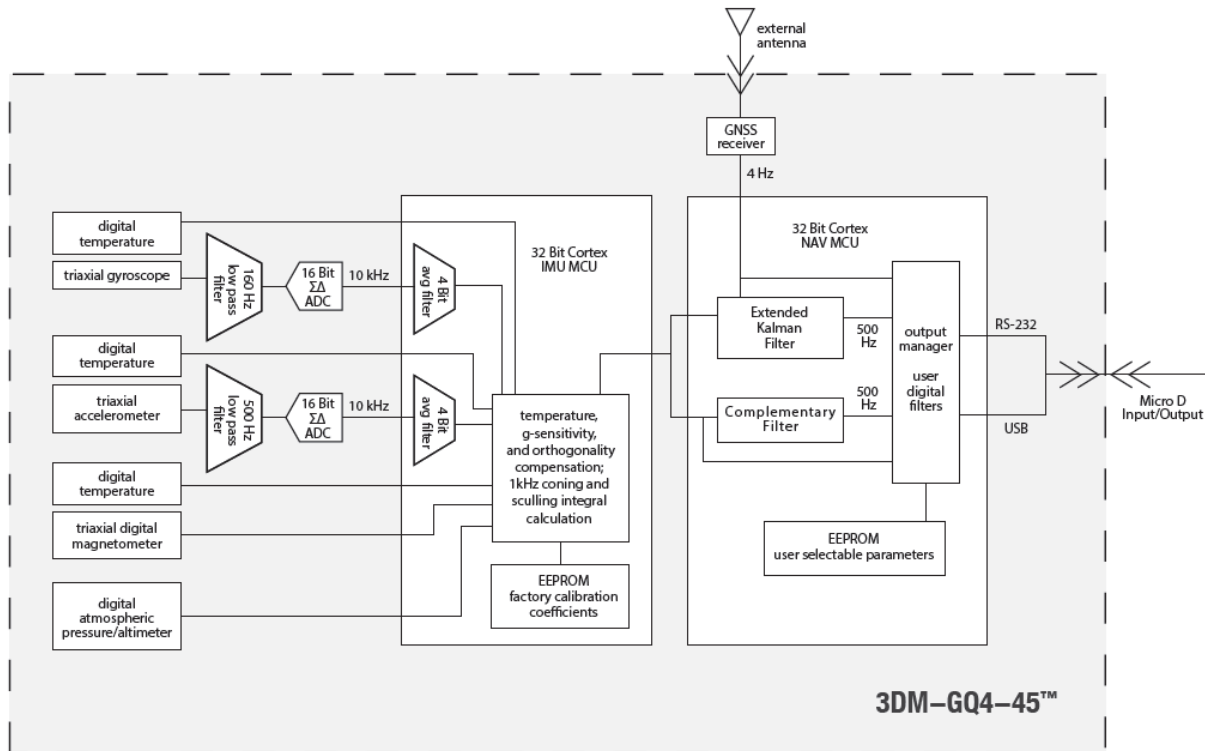 external
antenna
GNSS
receiver
4 Hz
digital
temperature
triaxial gyroscope
160 Hz
low pass
filter
16 Bit
ΣΔ
ADC
10 kHz
4 Bit
avg filter
32 Bit Cortex
IMU MCU
digital
temperature
triaxial
accelerometer
500 Hz
low pass
filter
16 Bit
ΣΔ
ADC
10 kHz
4 Bit
avg filter
temperature,
g-sensitivity,
and orthogonality
compensation;
1kHz coning and
sculling integral
calculation
digital
temperature
triaxial digital
magnetometer
digital
atmospheric
pressure/altimeter
EEPROM
factory calibration
coefficients
32 Bit Cortex
NAV MCU
Extended
Kalman
Filter
500
Hz
Complementary
Filter
500
Hz
output
manager
user
digital
filters
RS-232
USB
Micro D
Input/Output
EEPROM
user selectable parameters
3DM–GQ4–45™